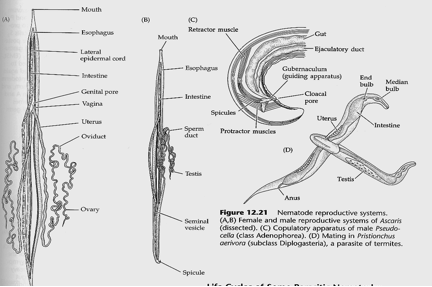 (A)
Mouth
Esophagus
Lateral
epidermal cord
Intestine
Genital pore
Vagina
Uterus
Oviduct
Ovary
(B)
Mouth
Esophagus
Intestine
Sperm
duct
Testis
Seminal
vesicle
Spicule
(C)
Retractor muscle
Gut
Ejaculatory duct
Gubernaculum
(guiding apparatus)
Cloacal
pore
Spicules
Protractor muscles
(D)
End
bulb
Median
bulb
Uterus
Intestine
Testis
Anus
Figure 12.21 Nematode reproductive systems.
(A,B) Female and male reproductive systems of Ascaris
(dissected). (C) Copulatory apparatus of male Pseudo-
cella (class Adenophorea). (D) Mating in Pristionchus
aerivora (subclass Diplogasteria), a parasite of termites.